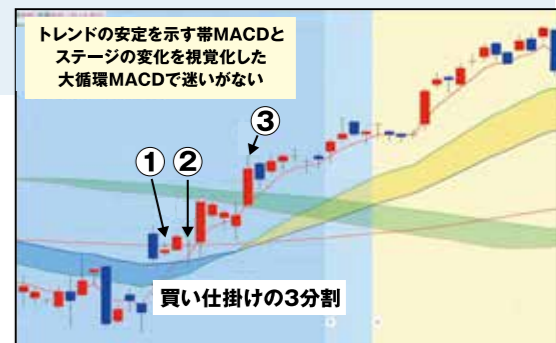 トレンドの安定を示す帯MACDと
ステージの変化を視覚化した
大循環MACDで迷いがない
③
① ②
買い仕掛けの3分割